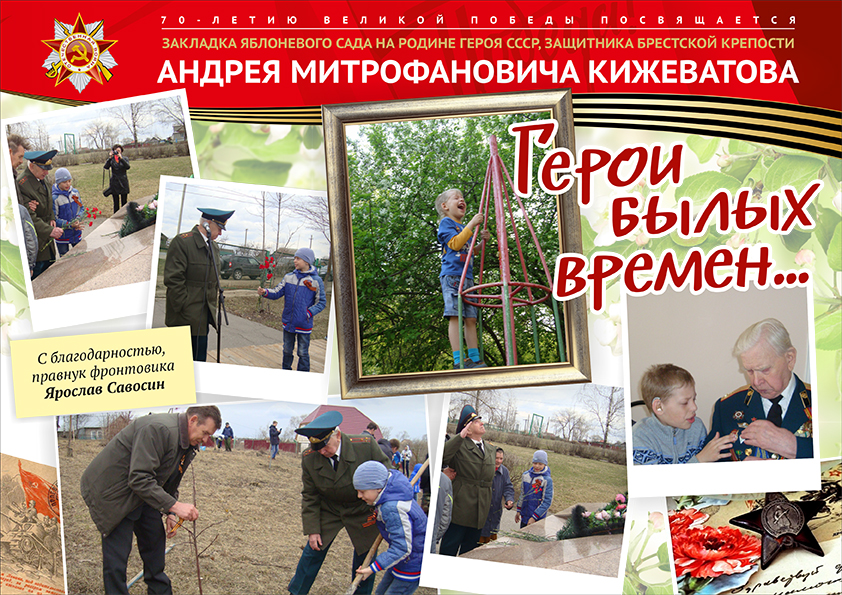 70-ЛЕТИЮ ВЕЛИКОЙ ПОБЕДЫ ПОСВЯЩАЕТСЯ
ЗАКЛАДКА ЯБЛОНЕВОГО САДА НА РОДИНЕ ГЕРОЯ СССР, ЗАЩИТНИКА БРЕСТСКОЙ КРЕПОСТИ
АНДРЕЯ МИТРОФАНОВИЧА КИЖЕВАТОВА
Герои
былых
времен...
С благодарностью,
правнук фронтовика
Ярослав Савосин
Здравствуй